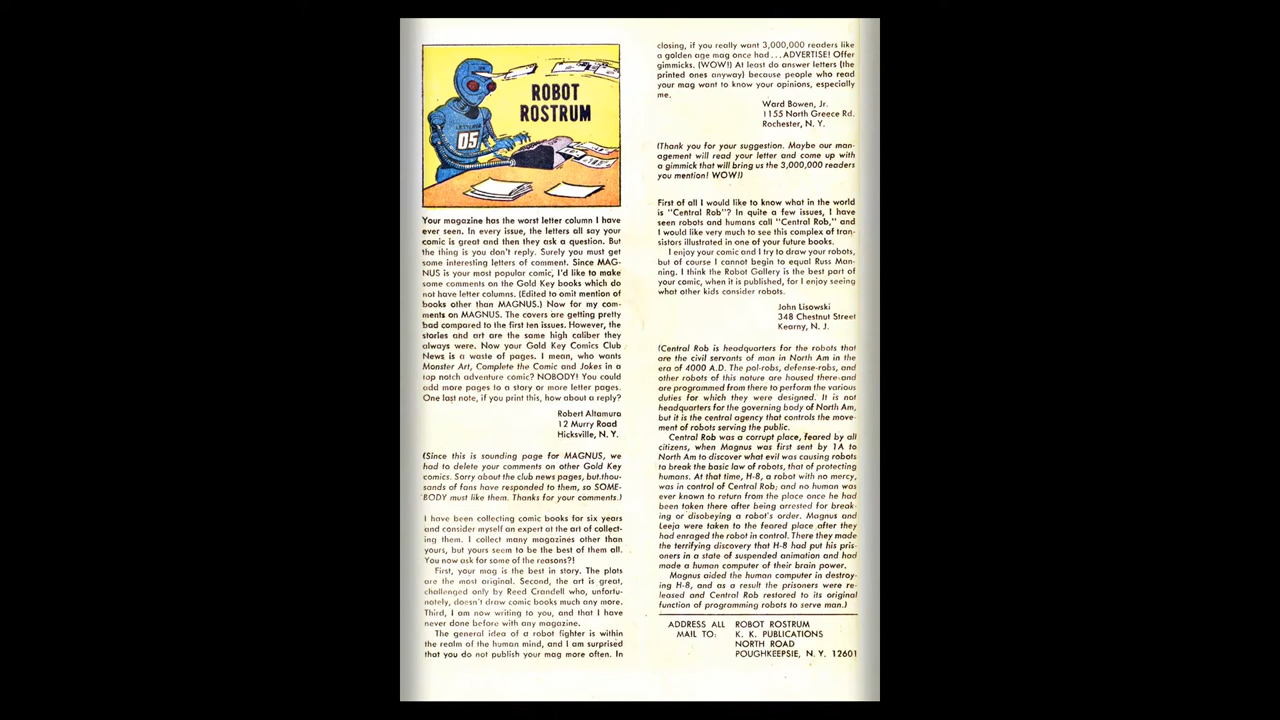 ROBOT
ROSTRUM
05
Your magazine has the worst letter column I have
ever seen. In every issue, the letters all say your
comic is great and then they ask a question. But
the thing is you don't reply. Surely you must get
some interesting letters of comment. Since MAG-
NUS is your most popular comic, I'd like to make
some comments on the Gold Key books which do
not have letter columns. (Edited to omit mention of
books other than MAGNUS.) Now for my com-
ments on MAGNUS. The covers are getting pretty
bad compared to the first ten issues. However, the
stories and art are the same high caliber they
always were. Now your Gold Key Comics Club
News is a waste of pages. I mean, who wants
Monster Art, Complete the Comic and Jokes in a
top notch adventure comic? NOBODY! You could
add more pages to a story or more letter pages.
One last note, if you print this, how about a reply?
Robert Altamura
12 Murry Road
Hicksville, N. Y.
(Since this is sounding page for MAGNUS, we
had to delete your comments on other Gold Key
comics. Sorry about the club news pages, but thou-
sands of fans have responded to them, so SOME-
BODY must like them. Thanks for your comments.)
I have been collecting comic books for six years
and consider myself an expert at the art of collect-
ing them. I collect many magazines other than
yours, but yours seem to be the best of them all.
You now ask for some of the reasons?!
First, your mag is the best in story. The plots
are the most original. Second, the art is great,
challenged only by Reed Crandell who, unfortu-
nately, doesn't draw comic books much any more.
Third, I am now writing to you, and that I have
never done before with any magazine.
The general idea of a robot fighter is within
the realm of the human mind, and I am surprised
that you do not publish your mag more often. In
closing, if you really want 3,000,000 readers like
a golden age mag once had...ADVERTISE! Offer
gimmicks. (WOW!) At least do answer letters (the
printed ones anyway) because people who read
your mag want to know your opinions, especially
me.
Ward Bowen, Jr.
1155 North Greece Rd.
Rochester, N. Y.
(Thank you for your suggestion. Maybe our man-
agement will read your letter and come up with
a gimmick that will bring us the 3,000,000 readers
you mention! WOW!)
First of all I would like to know what in the world
is "Central Rob"? In quite a few issues, I have
seen robots and humans call "Central Rob," and
I would like very much to see this complex of tran-
sistors illustrated in one of your future books.
I enjoy your comic and I try to draw your robots,
but of course I cannot begin to equal Russ Man-
ning. I think the Robot Gallery is the best part of
your comic, when it is published, for I enjoy seeing
what other kids consider robots.
John Lisowski
348 Chestnut Street
Kearny, N. J.
(Central Rob is headquarters for the robots that
are the civil servants of man in North Am in the
era of 4000 A.D. The pol-robs, defense-robs, and
other robots of this nature are housed there and
are programmed from there to perform the various
duties for which they were designed. It is not
headquarters for the governing body of North Am,
but it is the central agency that controls the move-
ment of robots serving the public.
Central Rob was a corrupt place, feared by all
citizens, when Magnus was first sent by 1A to
North Am to discover what evil was causing robots
to break the basic law of robots, that of protecting
humans. At that time, H-8, a robot with no mercy,
was in control of Central Rob; and no human was
ever known to return from the place once he had
been taken there after being arrested for break-
ing or disobeying a robot's order. Magnus and
Leeja were taken to the feared place after they
had enraged the robot in control. There they made
the terrifying discovery that H-8 had put his pris-
oners in a state of suspended animation and had
made a human computer of their brain power.
Magnus aided the human computer in destroy-
ing H-8, and as a result the prisoners were re-
leased and Central Rob restored to its original
function of programming robots to serve man.)
ADDRESS ALL ROBOT ROSTRUM
MAIL TO: K. K. PUBLICATIONS
NORTH ROAD
POUGHKEEPSIE, N. Y. 12601